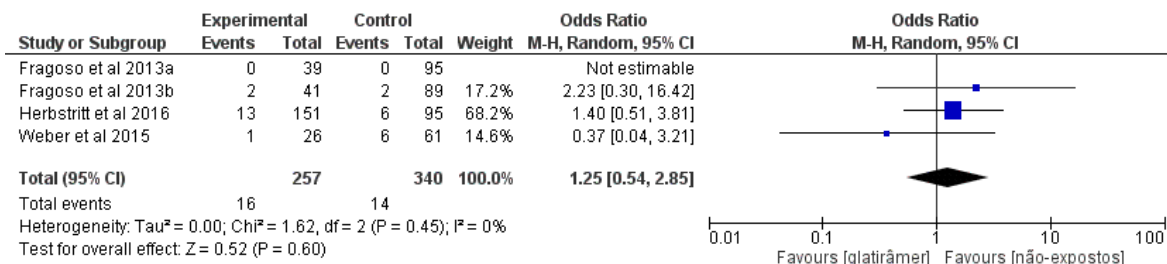 Experimental Control Odds Ratio Odds Ratio
Study or Subgroup Events Total Events Total Weight M-H, Random, 95% CI M-H, Random, 95% CI
Fragoso et al 2013a 0 39 0 95 Not estimable
Fragoso et al 2013b 2 41 2 89 17.2% 2.23 [0.30, 16.42]
Herbstritt et al 2016 13 151 6 95 68.2% 1.40 [0.51, 3.81]
Weber et al 2015 1 26 6 61 14.6% 0.37 [0.04, 3.21]
Total (95% CI) 257 340 100.0% 1.25 [0.54, 2.85]
Total events 16 14
Heterogeneity: Tau² = 0.00; Chi² = 1.62, df = 2 (P = 0.45); I² = 0%
Test for overall effect: Z = 0.52 (P = 0.60)
0.01 0.1 1 10 100
Favours [glatirâmer] Favours [não-expostos]